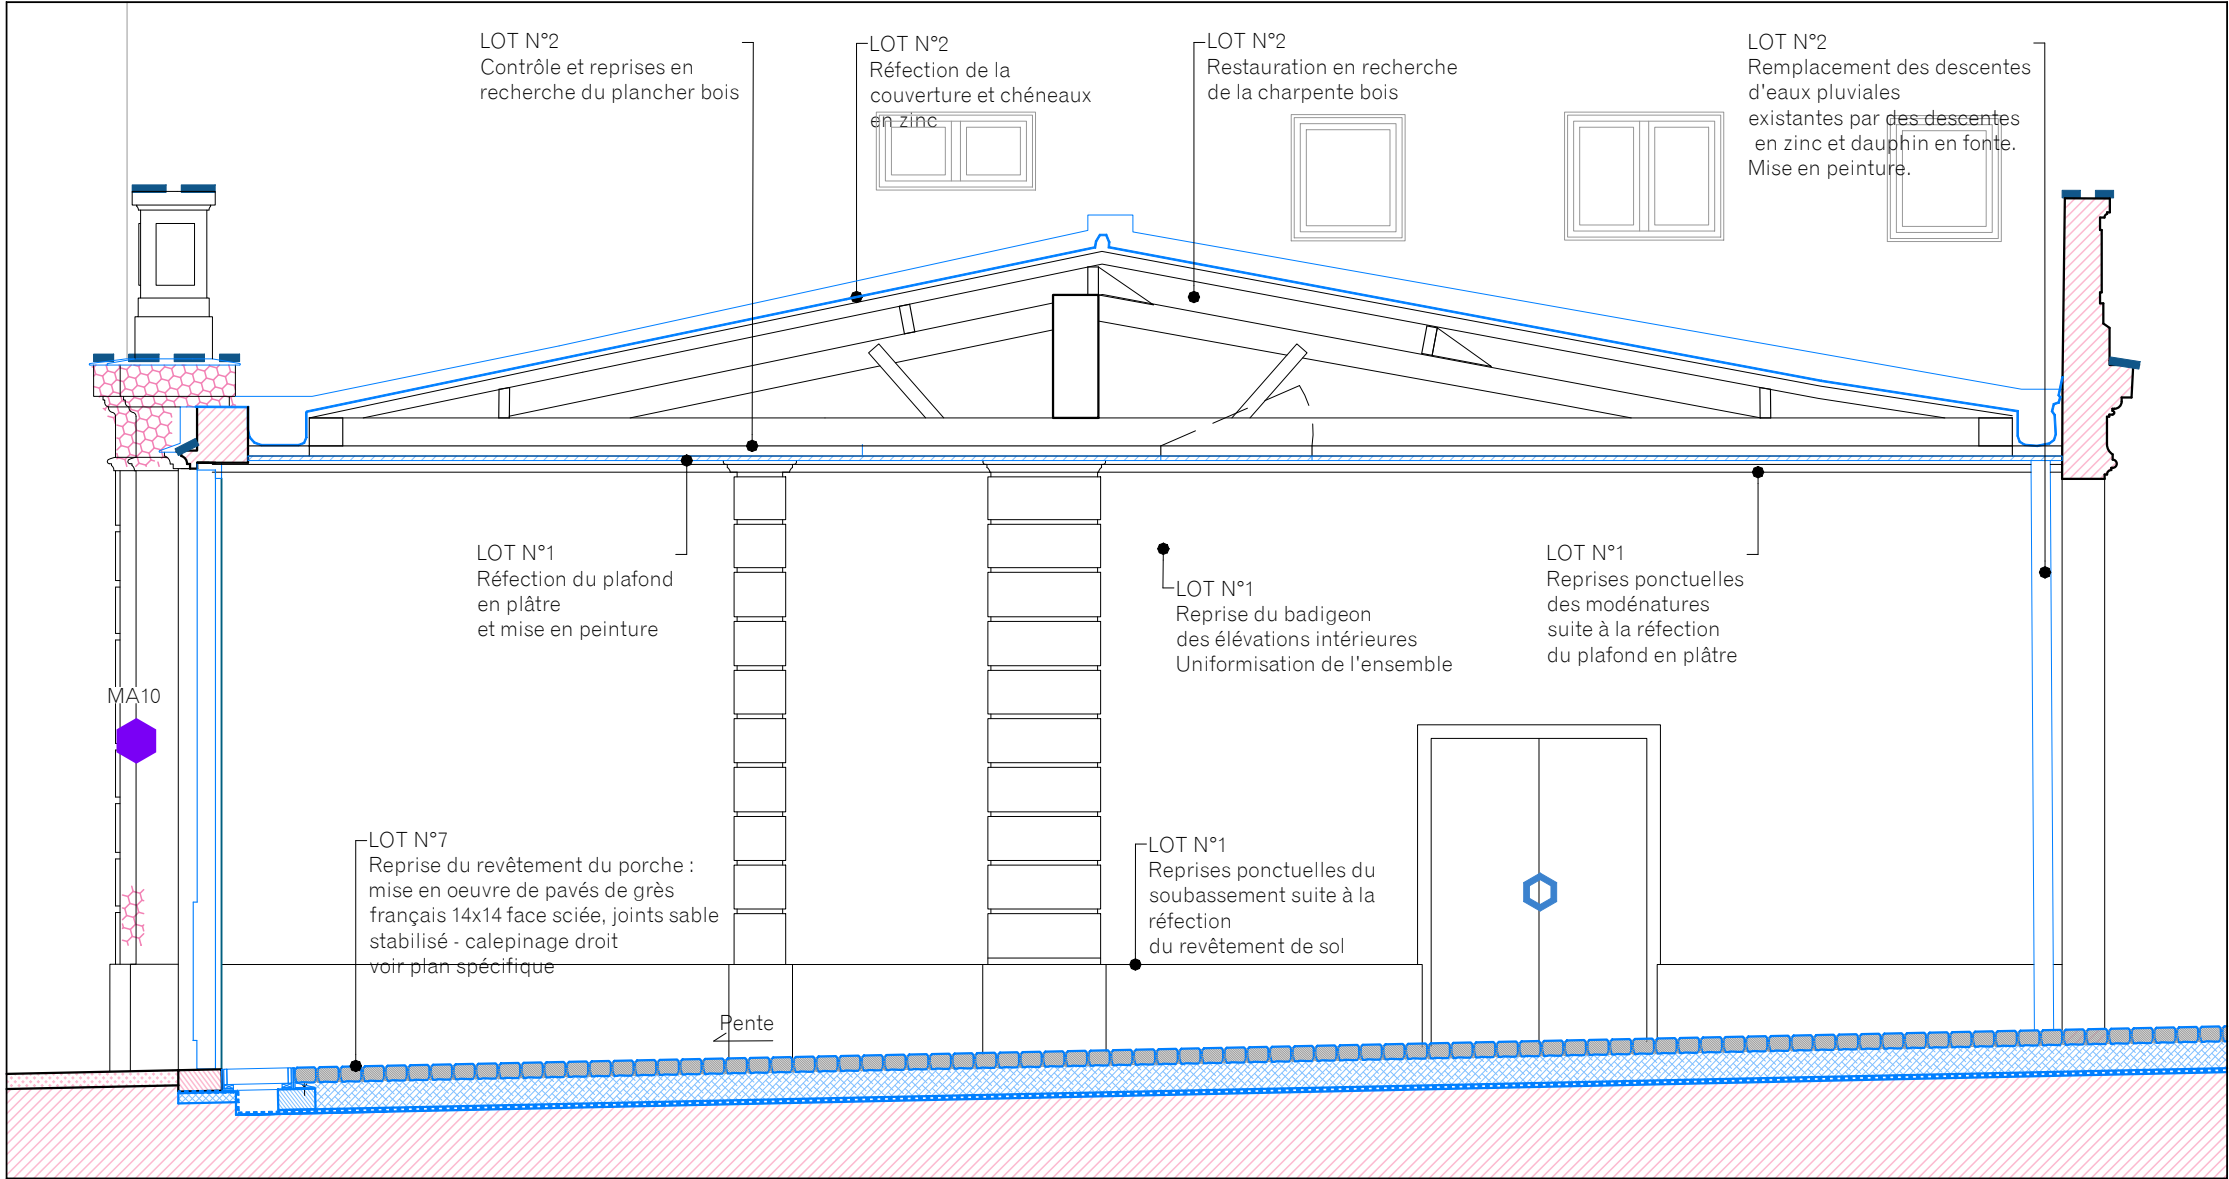 LOT N°2
Contrôle et reprises en
recherche du plancher bois
LOT N°2
Réfection de la
couverture et chéneaux
en zinc
LOT N°2
Restauration en recherche
de la charpente bois
LOT N°2
Remplacement des descentes
d'eaux pluviales
existantes par des descentes
en zinc et dauphin en fonte.
Mise en peinture.
LOT N°1
Réfection du plafond
en plâtre
et mise en peinture
LOT N°1
Reprise du badigeon
des élévations intérieures
Uniformisation de l'ensemble
LOT N°1
Reprises ponctuelles
des modénatures
suite à la réfection
du plafond en plâtre
MA10
LOT N°7
Reprise du revêtement du porche :
mise en oeuvre de pavés de grès
français 14x14 face sciée, joints sable
stabilisé - calepinage droit
voir plan spécifique
LOT N°1
Reprises ponctuelles du
soubassement suite à la
réfection
du revêtement de sol
Pente